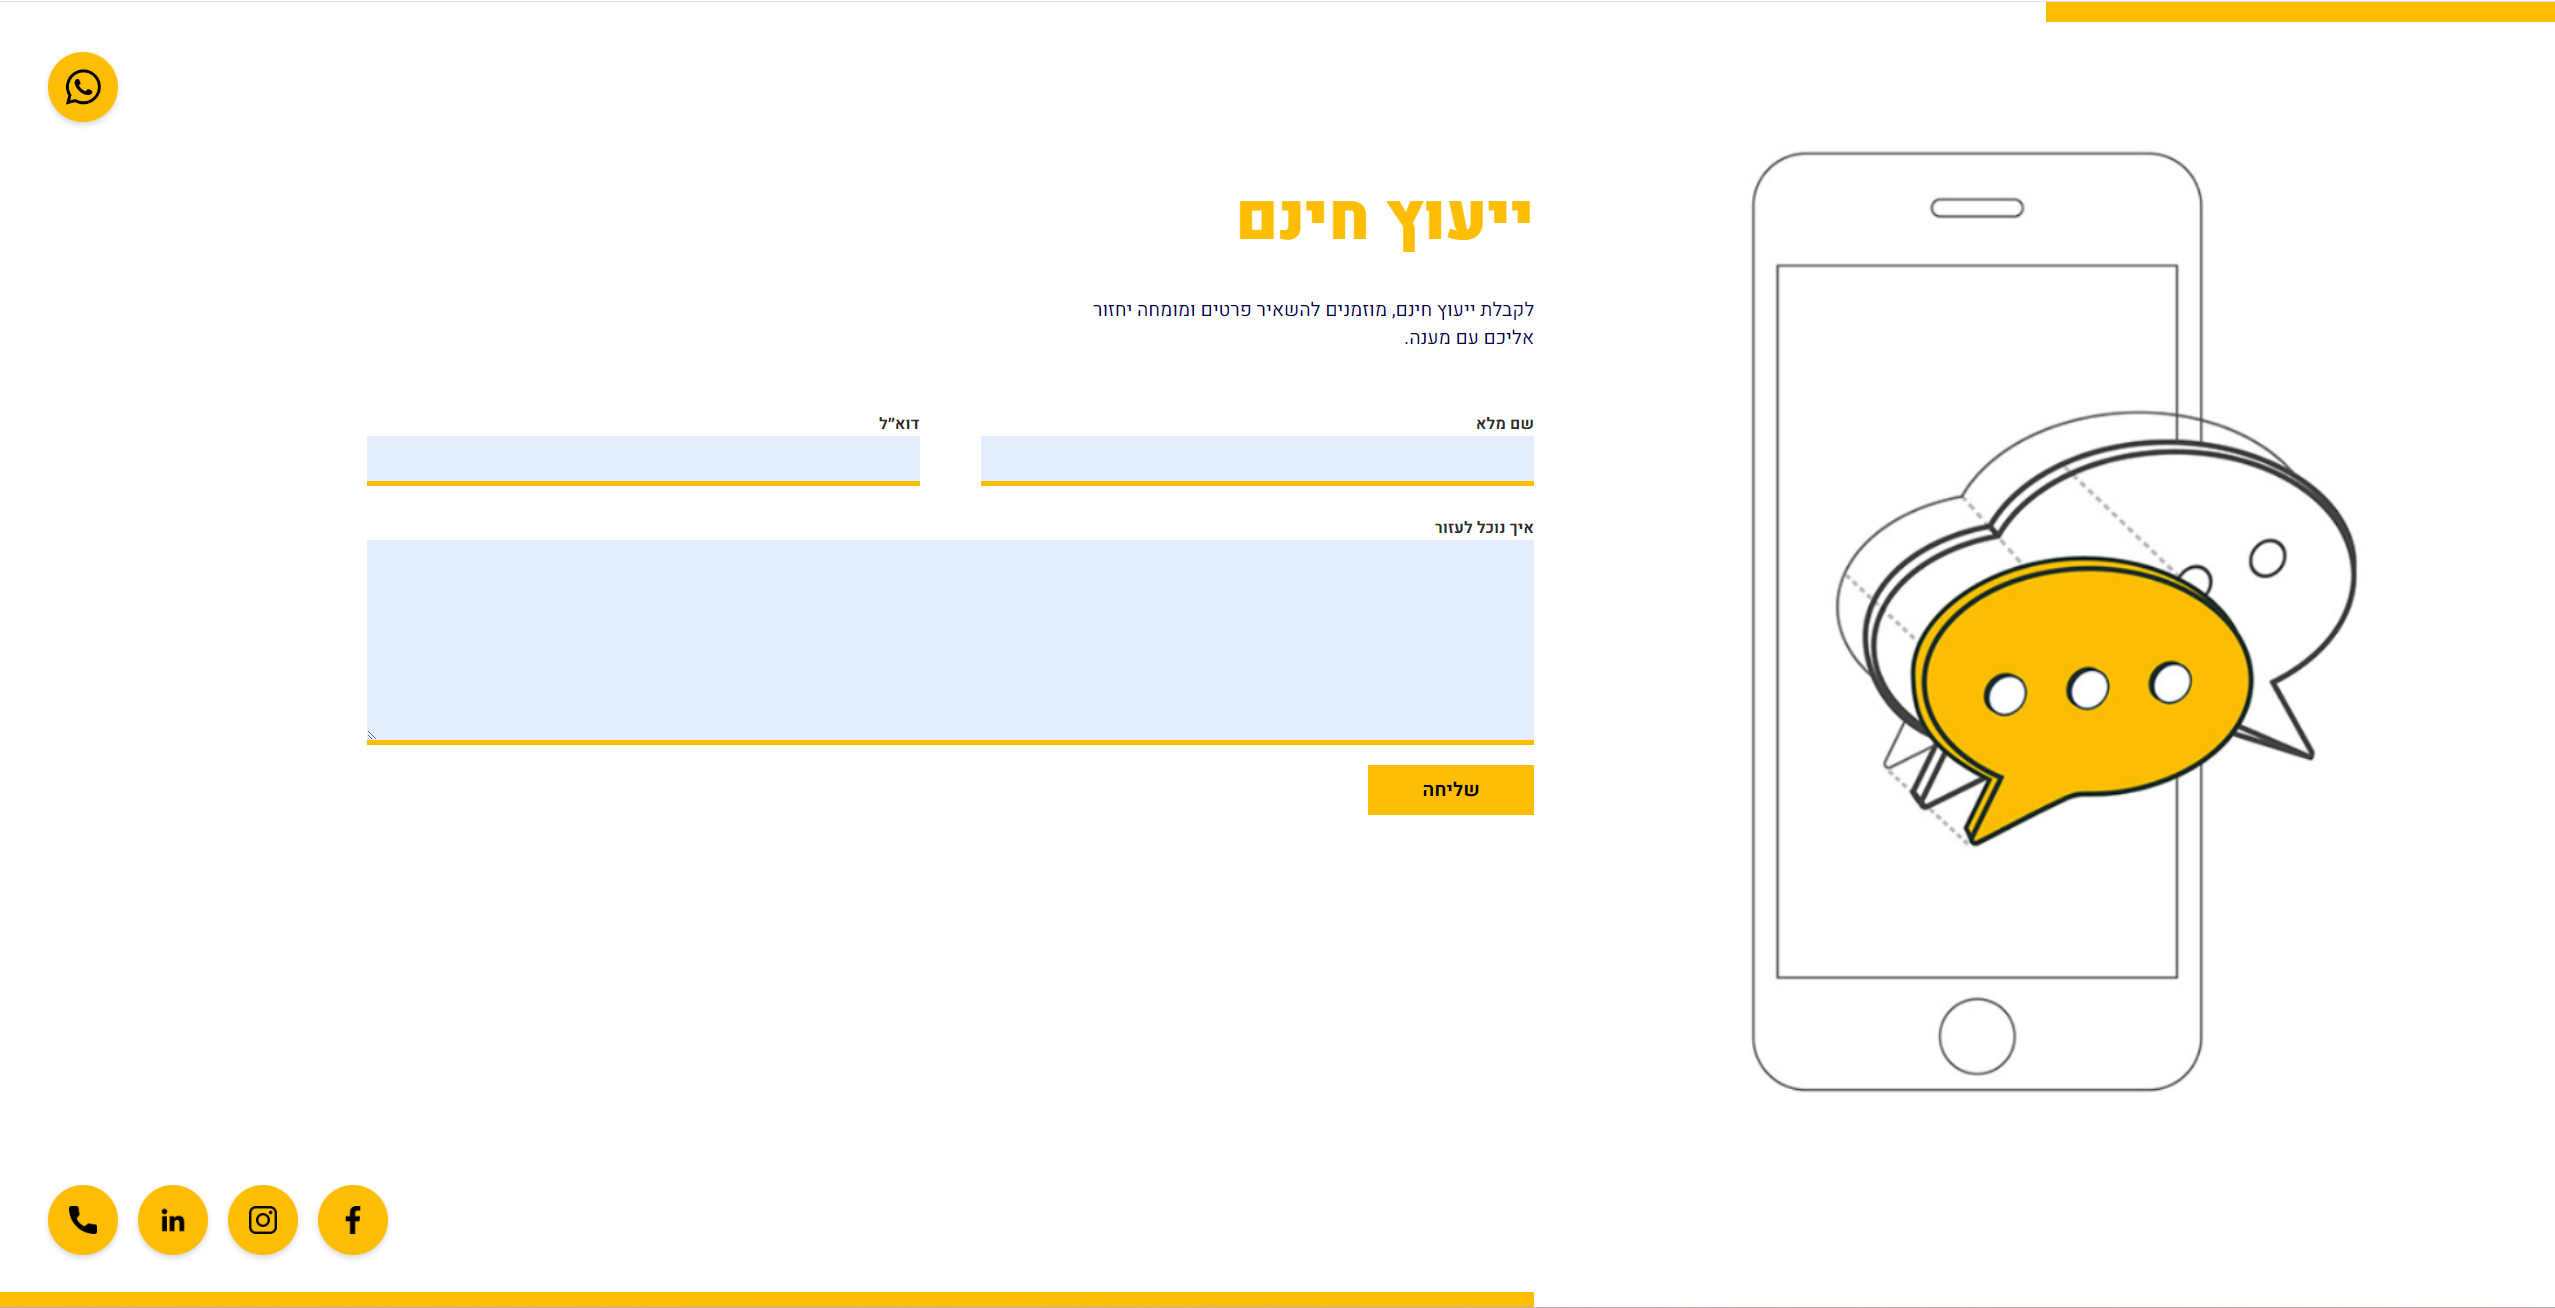 ייעוץ חינם
לקבלת ייעוץ חינם, מוזמנים להשאיר פרטים ומומחה יחזור
אליכם עם מענה.
שם מלא
דוא״ל
איך נוכל לעזור
שליחה
in